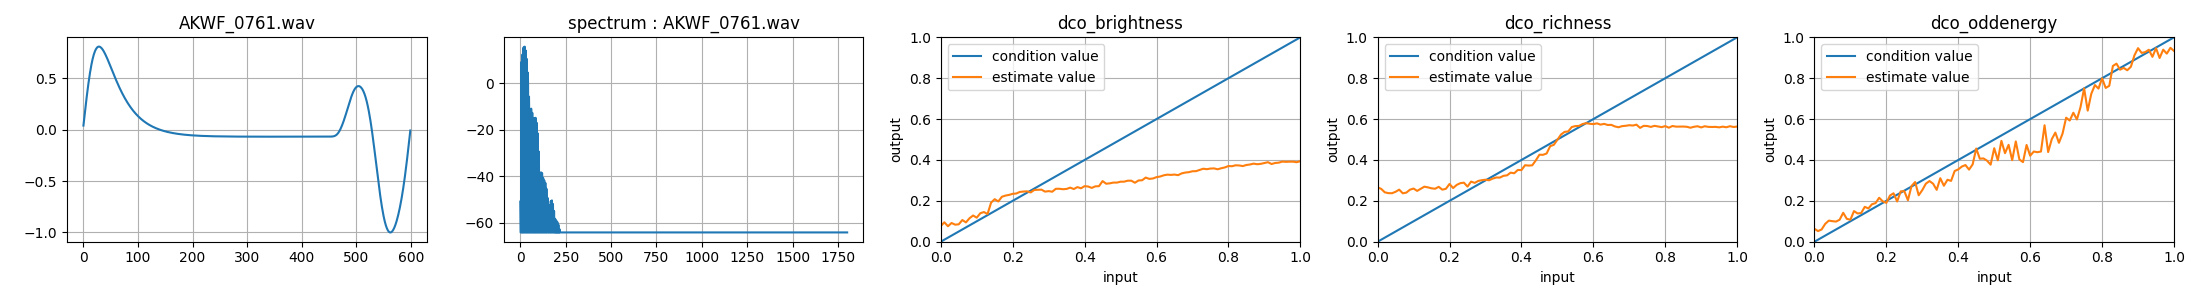 AKWF_0761.wav
0.5
0.0
−0.5
−1.0
0 100 200 300 400 500 600
spectrum : AKWF_0761.wav
0
−20
−40
−60
0 250 500 750 1000 1250 1500 1750
dco_brightness
condition value
estimate value
output
1.0
0.8
0.6
0.4
0.2
0.0
0.0 0.2 0.4 0.6 0.8 1.0
input
dco_richness
condition value
estimate value
output
1.0
0.8
0.6
0.4
0.2
0.0
0.0 0.2 0.4 0.6 0.8 1.0
input
dco_oddenergy
condition value
estimate value
output
1.0
0.8
0.6
0.4
0.2
0.0
0.0 0.2 0.4 0.6 0.8 1.0
input